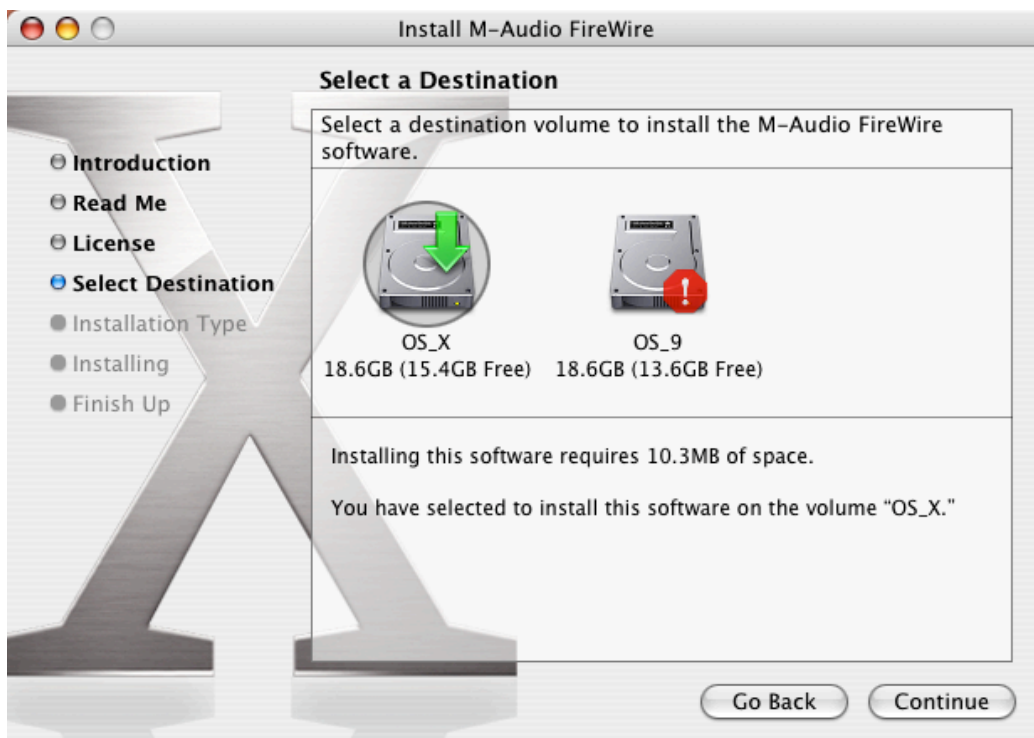 Install M-Audio FireWire
Select a Destination
Introduction
Read Me
License
Select Destination
Installation Type
Installing
Finish Up
Select a destination volume to install the M-Audio FireWire
software.
OS_X
18.6GB (15.4GB Free)
OS_9
18.6GB (13.6GB Free)
Installing this software requires 10.3MB of space.
You have selected to install this software on the volume “OS_X.”
Go Back
Continue